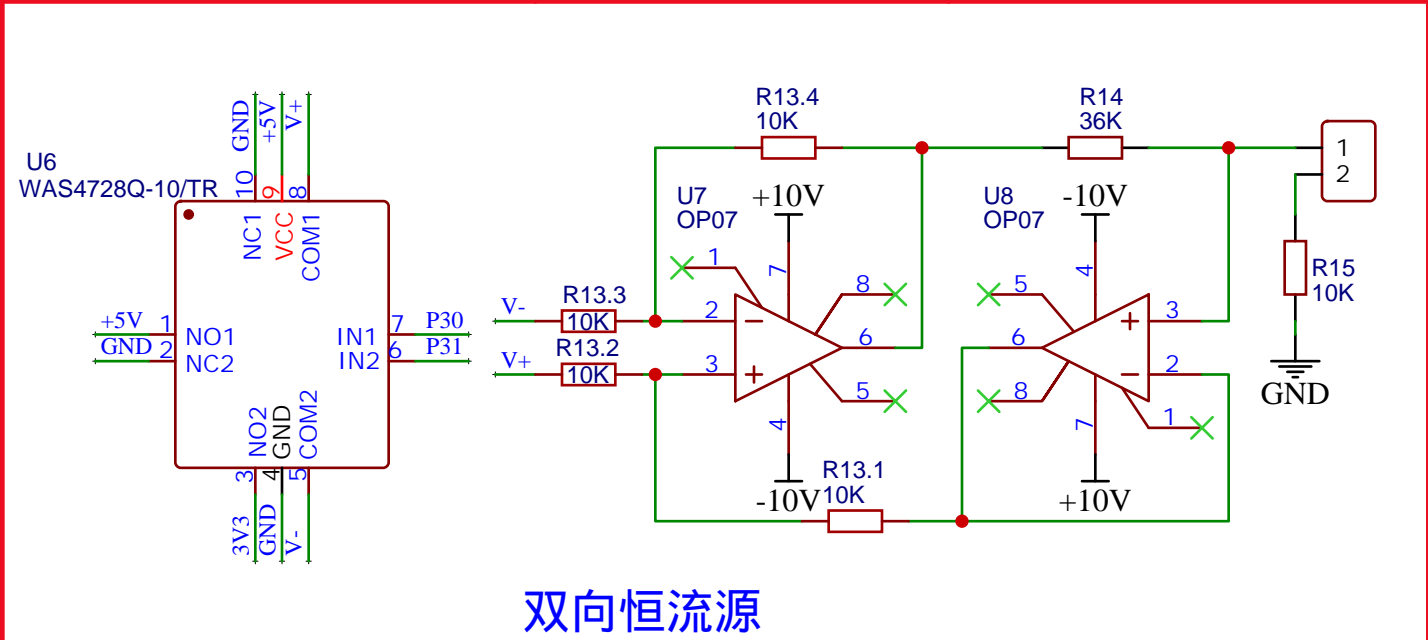 U6
WAS4728Q-10/TR
GND
+5V
V+
10
9
8
NC1
VCC
COM1
+5V
1
NO1
GND
2
NC2
IN1
7
P30
IN2
6
P31
NO2
GND
COM2
3
4
5
3V3
GND
V-
R13.4
10K
R14
36K
U7
OP07
+10V
U8
OP07
-10V
1
7
8
5
4
V-
R13.3
10K
2
6
6
3
V+
R13.2
10K
3
5
8
2
4
7
1
-10V
R13.1
10K
+10V
1
2
R15
10K
GND
双向恒流源